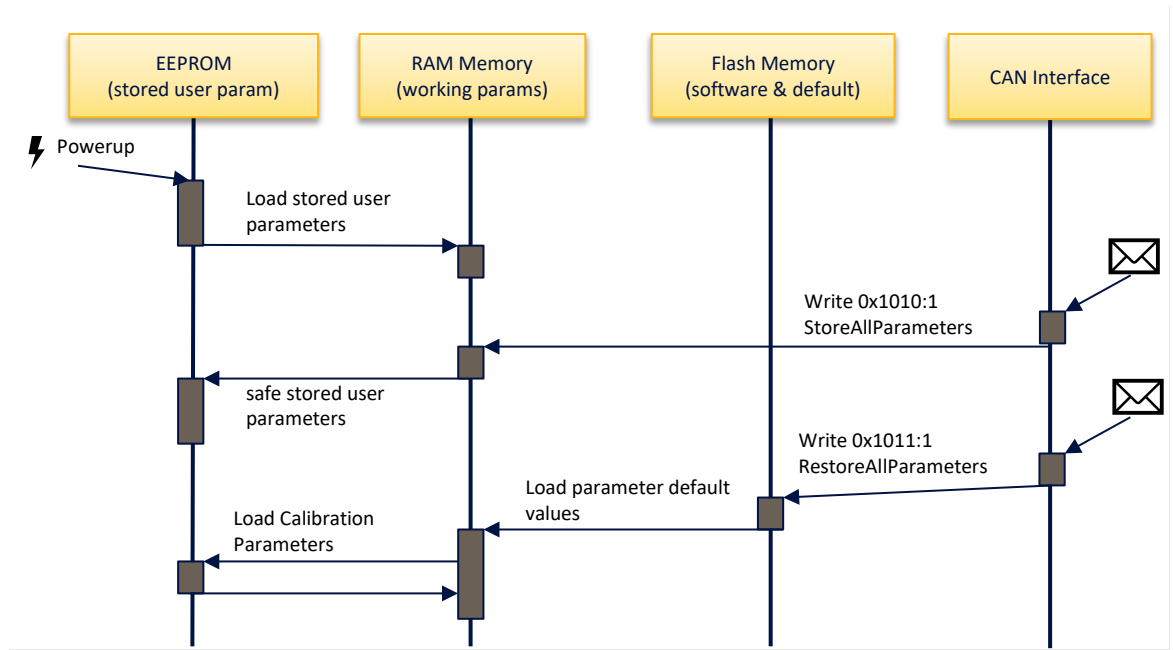 EEPROM
(stored user param)
RAM Memory
(working params)
Flash Memory
(software & default)
CAN Interface
Powerup
Load stored user
parameters
Write 0x1010:1
StoreAllParameters
safe stored user
parameters
Write 0x1011:1
RestoreAllParameters
Load parameter default
values
Load Calibration
Parameters